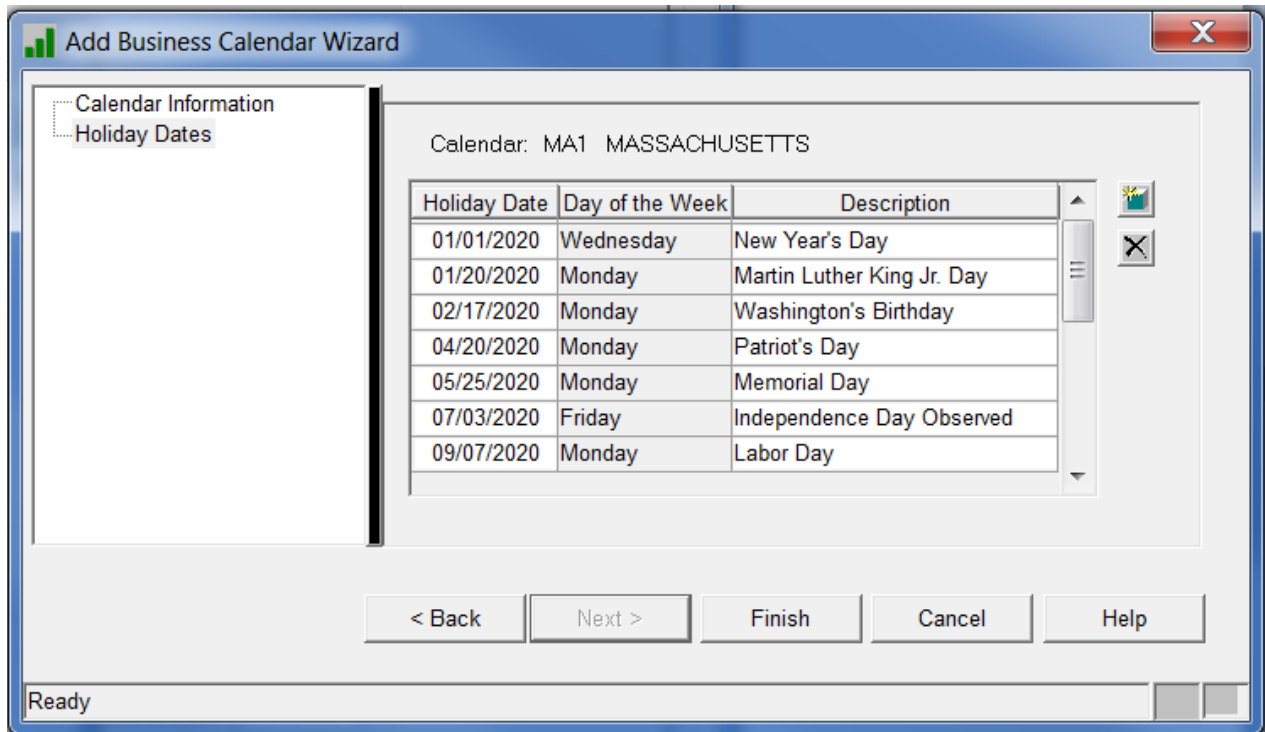 Add Business Calendar Wizard
Calendar Information
Holiday Dates
Calendar: MA1 MASSACHUSETTS
Holiday Date Day of the Week Description
01/01/2020 Wednesday New Year's Day
01/20/2020 Monday Martin Luther King Jr. Day
02/17/2020 Monday Washington's Birthday
04/20/2020 Monday Patriot's Day
05/25/2020 Monday Memorial Day
07/03/2020 Friday Independence Day Observed
09/07/2020 Monday Labor Day
< Back Next > Finish Cancel Help
Ready